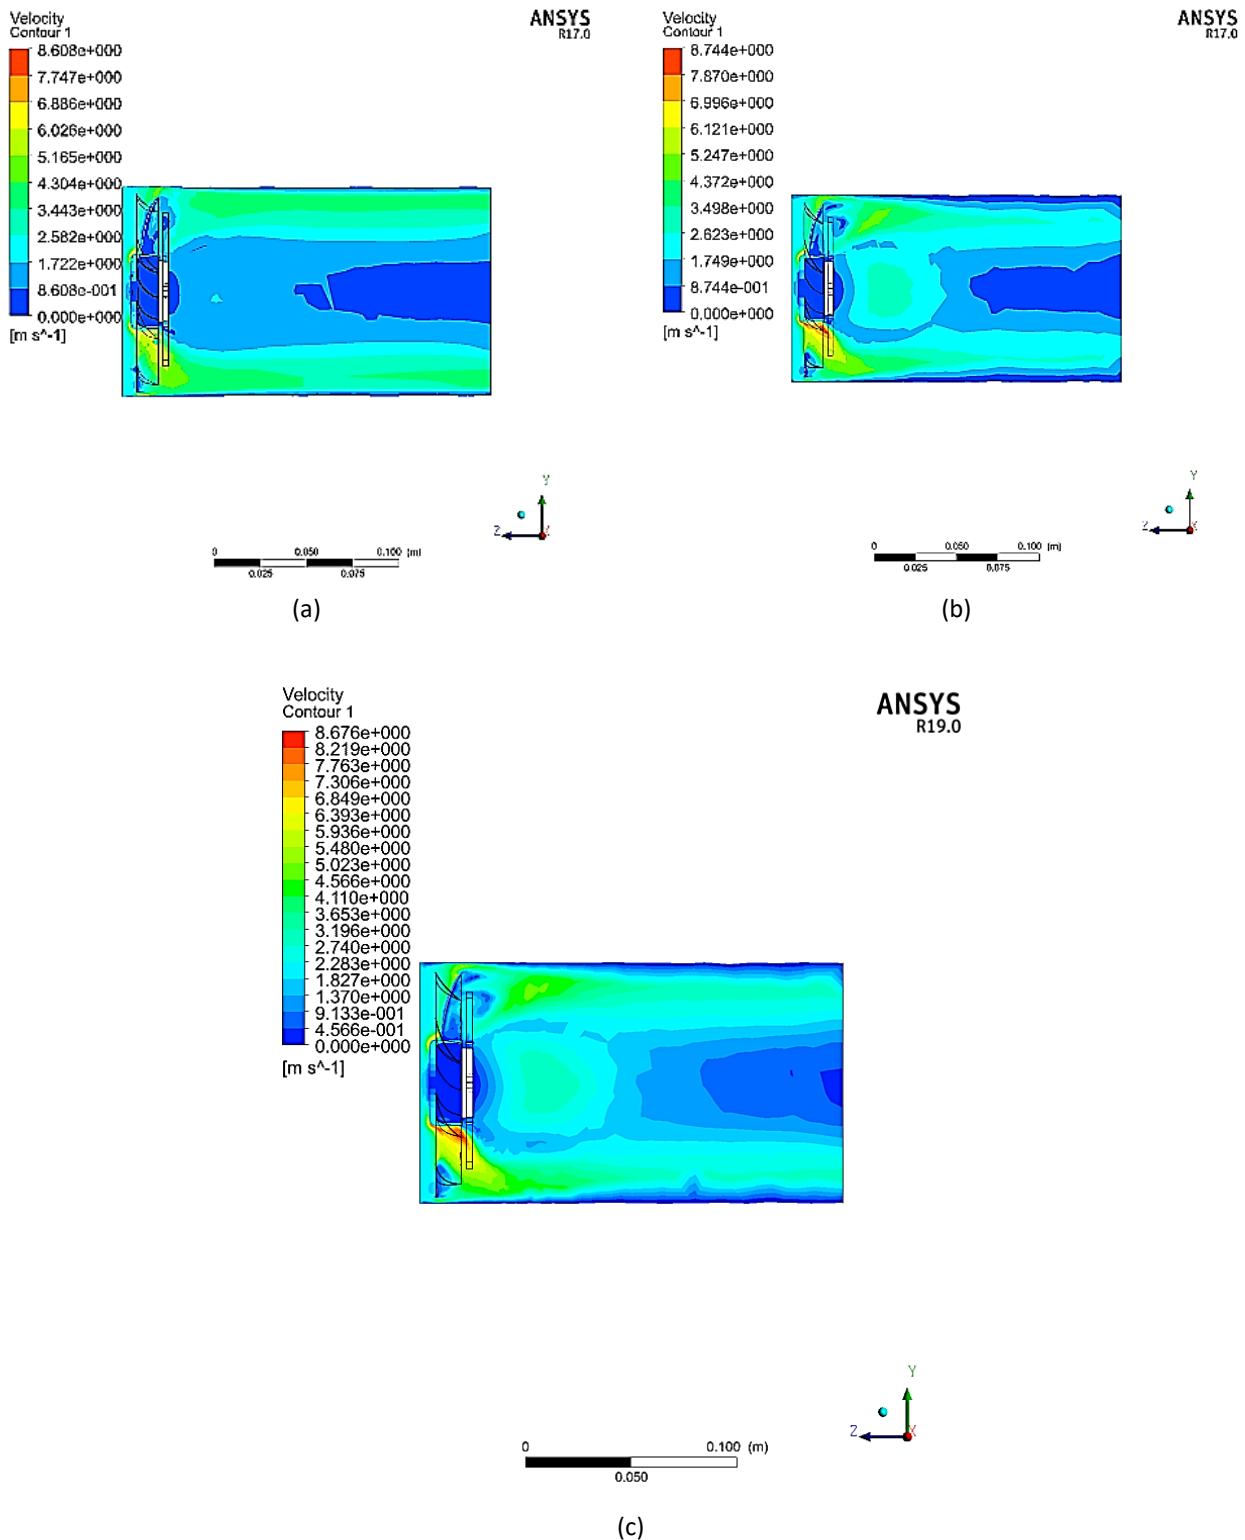 Velocity
Contour 1
8.608e+000
7.747e+000
6.886e+000
6.026e+000
5.165e+000
4.304e+000
3.443e+000
2.582e+000
1.722e+000
8.608e-001
0.000e+000
[m s^-1]
ANSYS
R17.0
Y
Z
X
0
0.050
0.100 (m)
0.025
0.075
(a)
Velocity
Contour 1
8.744e+000
7.870e+000
6.996e+000
6.121e+000
5.247e+000
4.372e+000
3.498e+000
2.623e+000
1.749e+000
8.744e-001
0.000e+000
[m s^-1]
ANSYS
R17.0
Y
Z
X
0
0.050
0.100 (m)
0.025
0.075
(b)
Velocity
Contour 1
8.676e+000
8.219e+000
7.763e+000
7.306e+000
6.849e+000
6.393e+000
5.936e+000
5.480e+000
5.023e+000
4.566e+000
4.110e+000
3.653e+000
3.196e+000
2.740e+000
2.283e+000
1.827e+000
1.370e+000
9.133e-001
4.566e-001
0.000e+000
[m s^-1]
ANSYS
R19.0
Y
Z
X
0
0.100 (m)
0.050
(c)